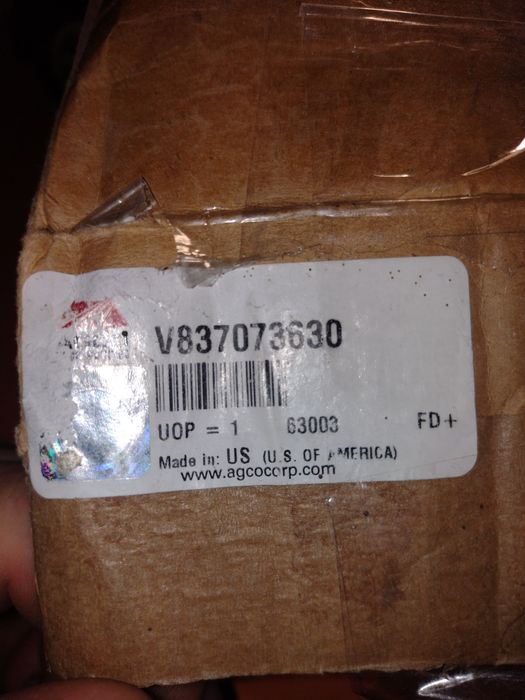 V837073630
UOP = 1 63003 FD+
Made in: US (U.S. OF AMERICA)
www.agcocorp.com